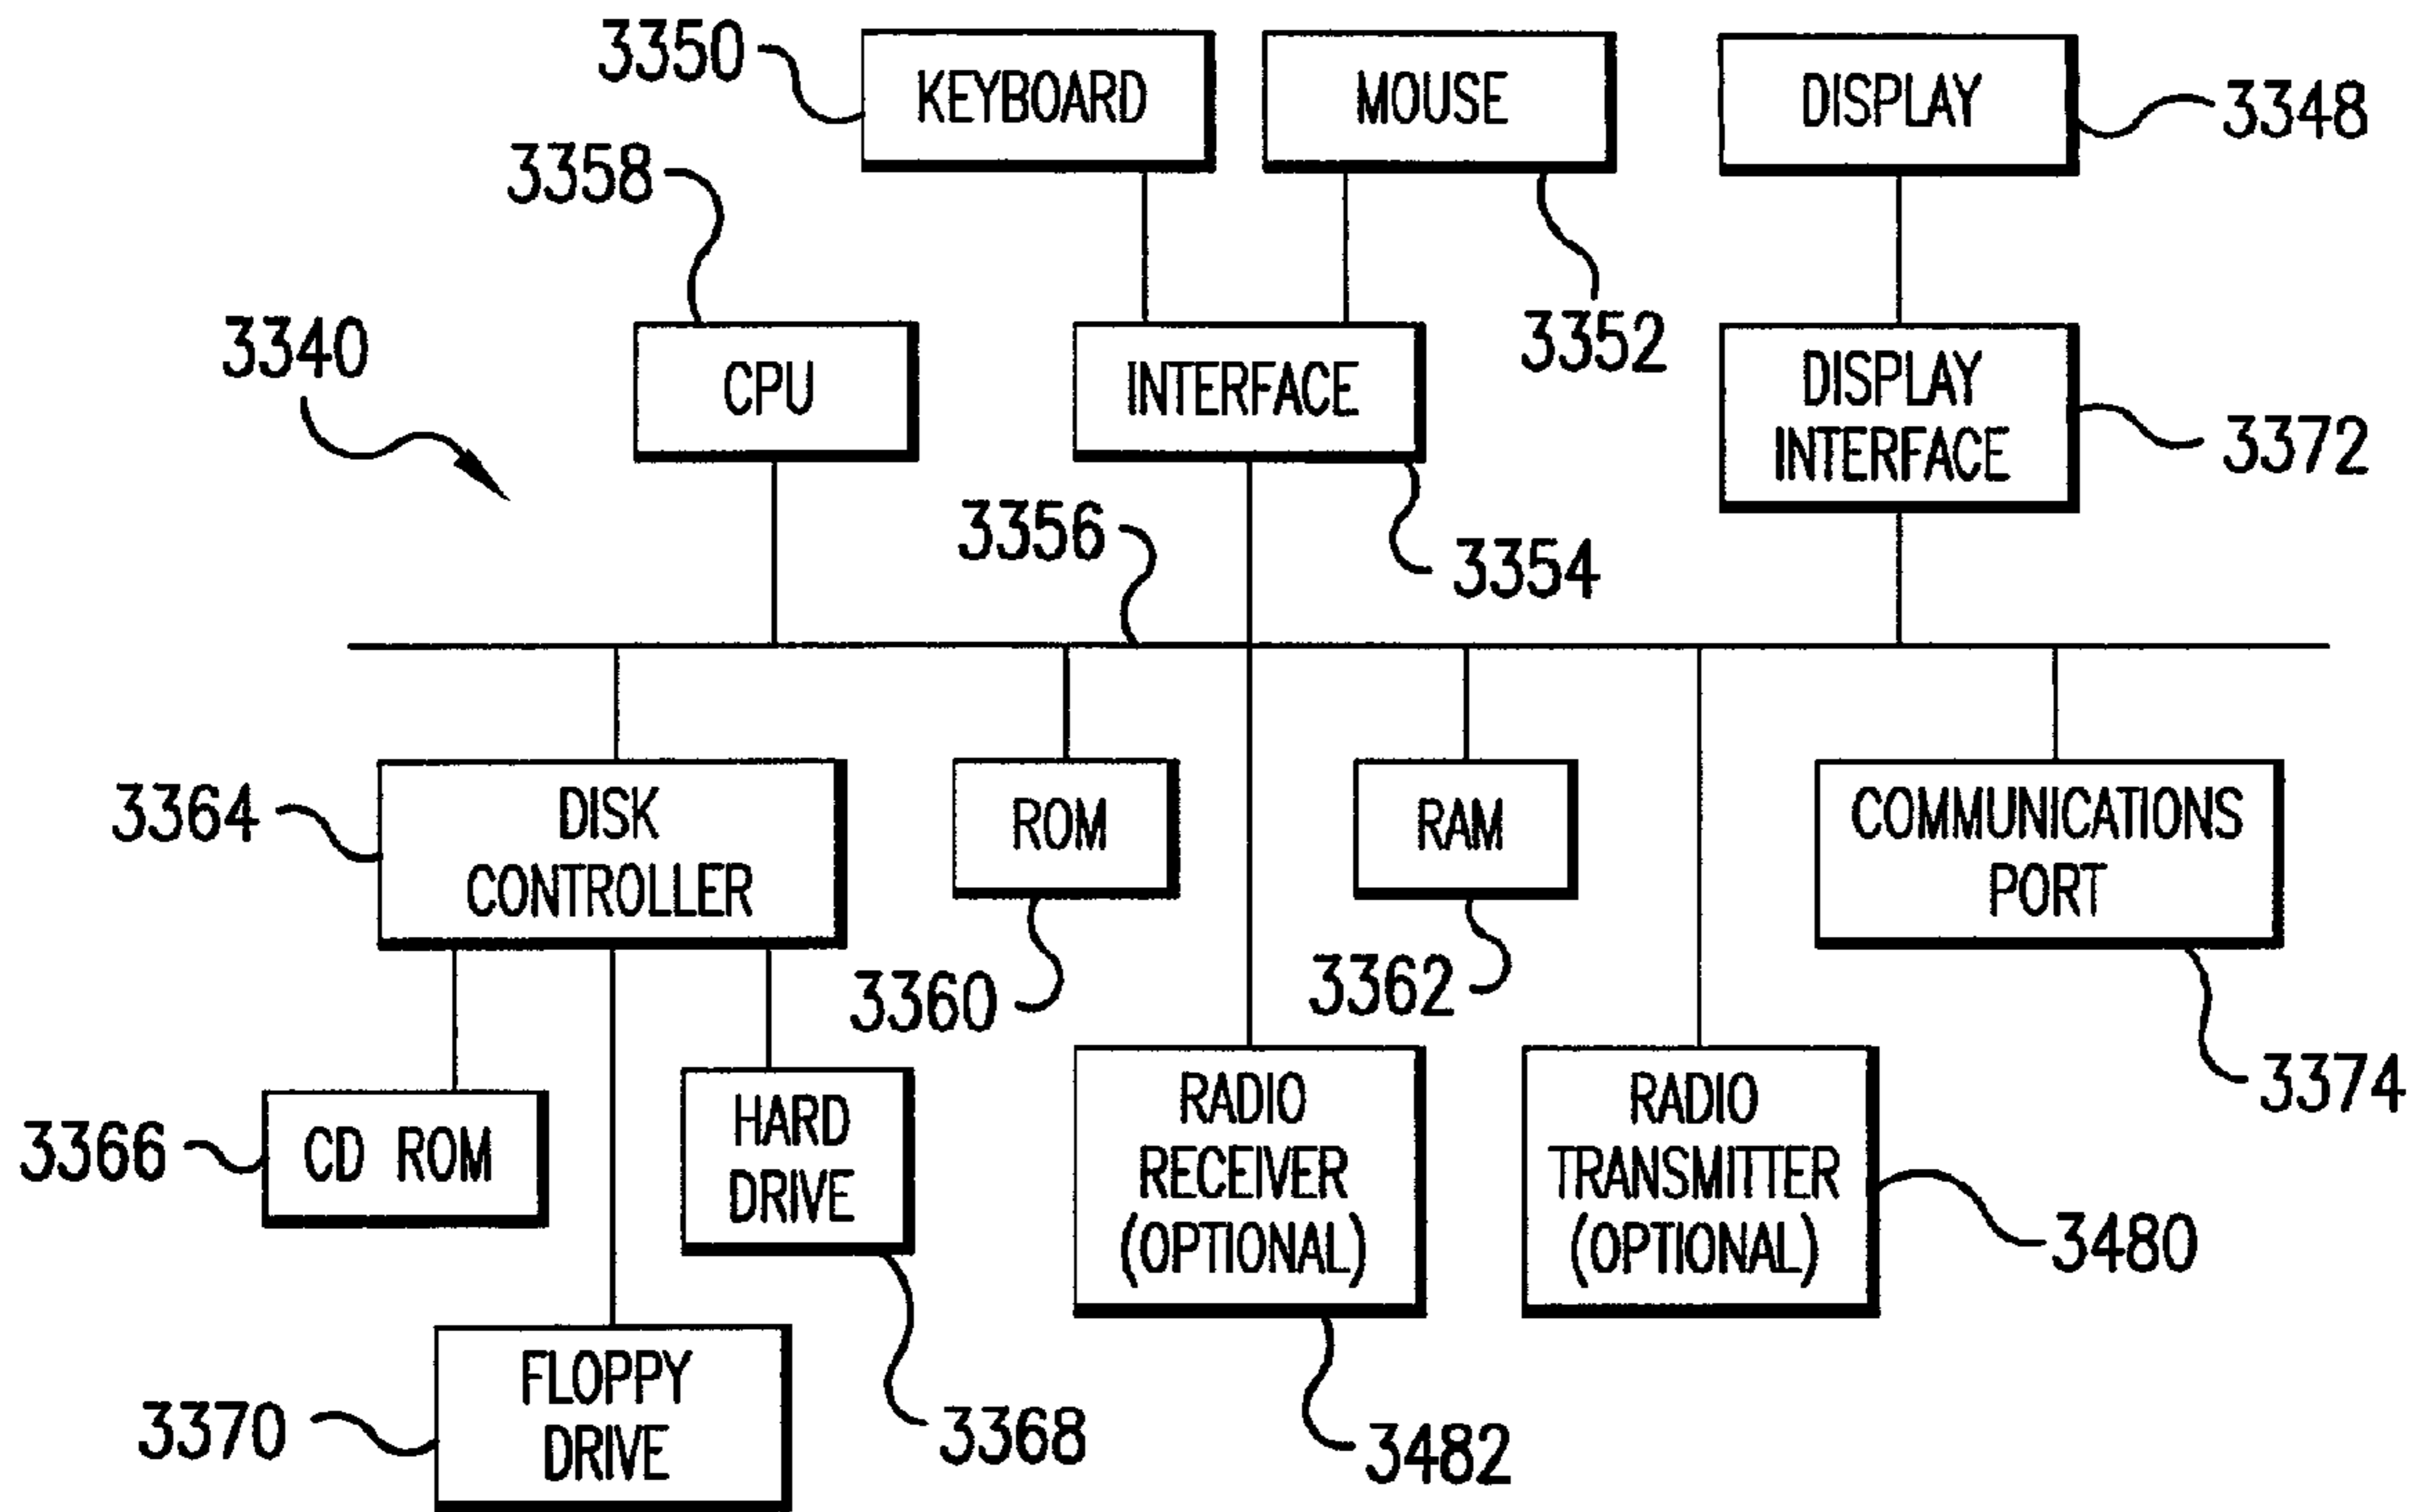 3350
KEYBOARD
MOUSE
DISPLAY
3348
3358
3340
CPU
INTERFACE
3352
DISPLAY
INTERFACE
3372
3356
3354
3364
DISK
CONTROLLER
ROM
RAM
COMMUNICATIONS
PORT
3360
3362
3374
3366
CD ROM
HARD
DRIVE
RADIO
RECEIVER
(OPTIONAL)
RADIO
TRANSMITTER
(OPTIONAL)
3480
3370
FLOPPY
DRIVE
3368
3482